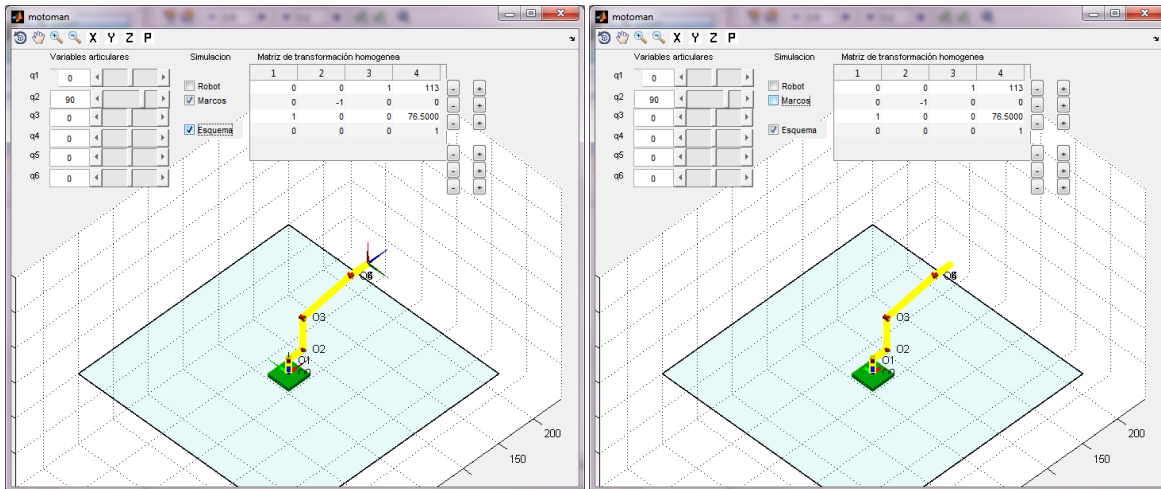 motoman
X Y Z P
Variables articulares Simulacion Matriz de transformación homogenea
1 2 3 4
q1 0
q2 90
q3 0
q4 0
q5 0
q6 0
Robot
Marcos
Esquema
0 0 1 113
0 -1 0 0
1 0 0 76.5000
0 0 0 1
- +
- +
- +
- +
- +
- +
O3
O2
O1
200
150
motoman
X Y Z P
Variables articulares Simulacion Matriz de transformación homogenea
1 2 3 4
q1 0
q2 90
q3 0
q4 0
q5 0
q6 0
Robot
Marcos
Esquema
0 0 1 113
0 -1 0 0
1 0 0 76.5000
0 0 0 1
- +
- +
- +
- +
- +
- +
O3
O2
O1
200
150